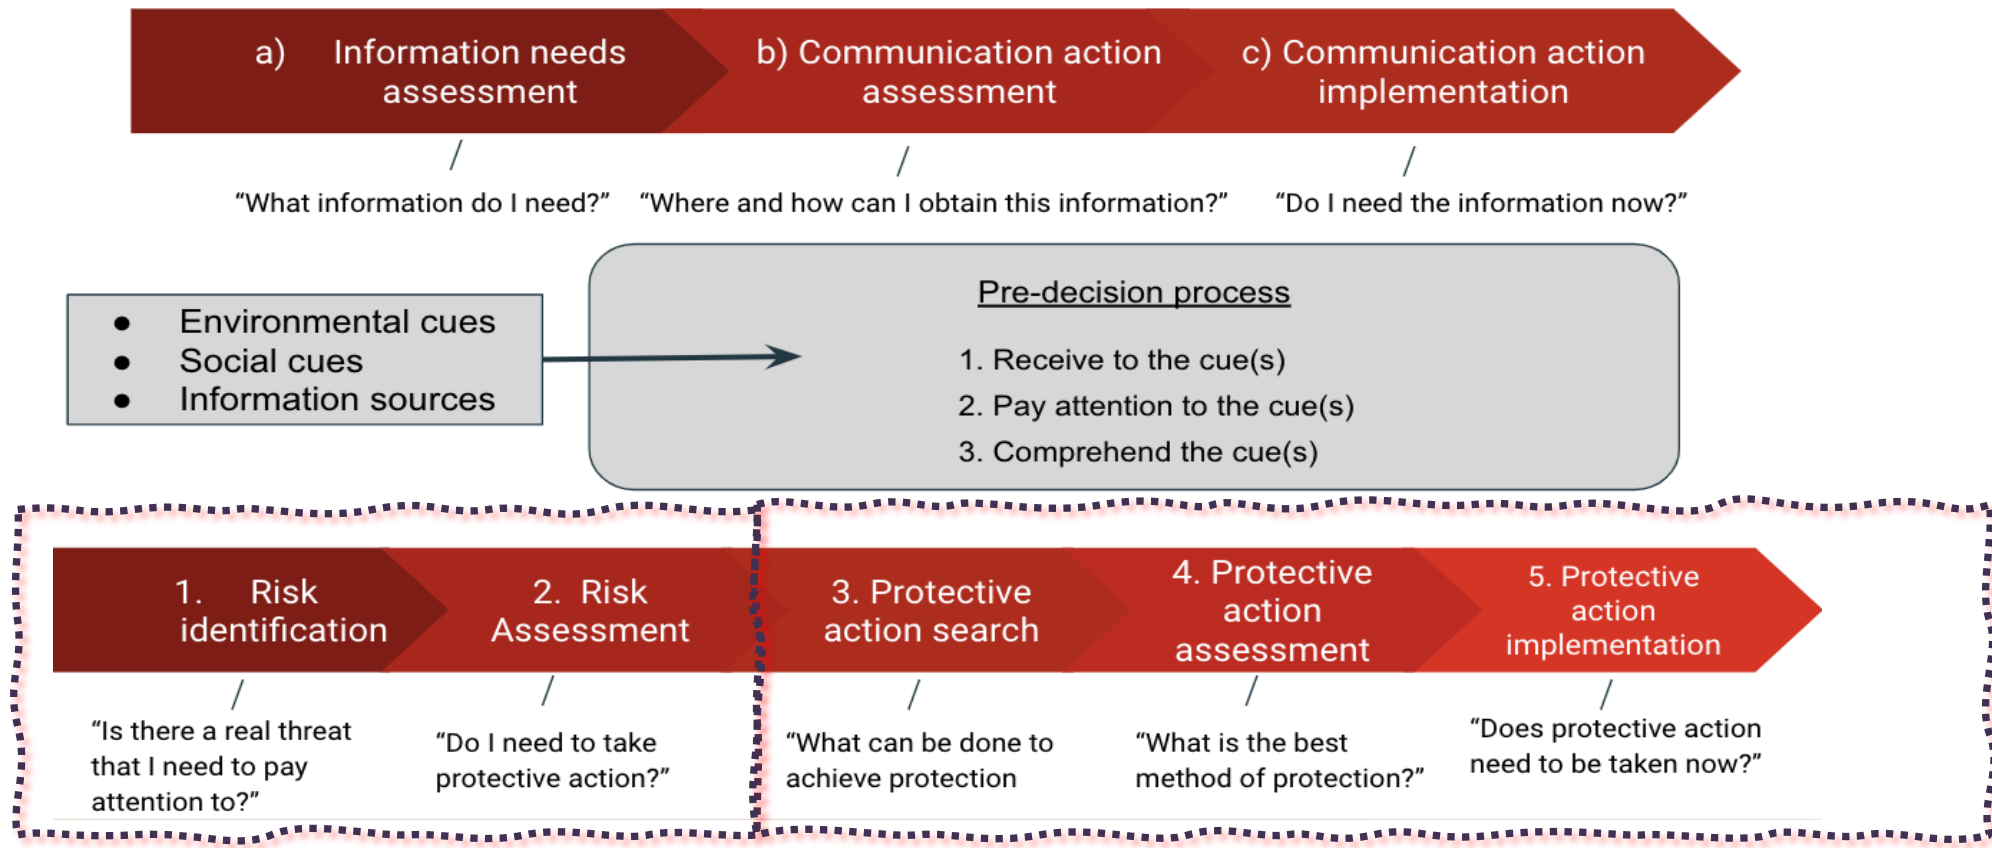 a) Information needs
assessment
b) Communication action
assessment
c) Communication action
implementation
“What information do I need?”
“Where and how can I obtain this information?”
“Do I need the information now?”
● Environmental cues
● Social cues
● Information sources
Pre-decision process
1. Receive to the cue(s)
2. Pay attention to the cue(s)
3. Comprehend the cue(s)
1. Risk
identification
2. Risk
Assessment
3. Protective
action search
4. Protective
action
assessment
5. Protective
action
implementation
“Is there a real threat
that I need to pay
attention to?”
“Do I need to take
protective action?”
“What can be done to
achieve protection
“What is the best
method of protection?”
“Does protective action
need to be taken now?”